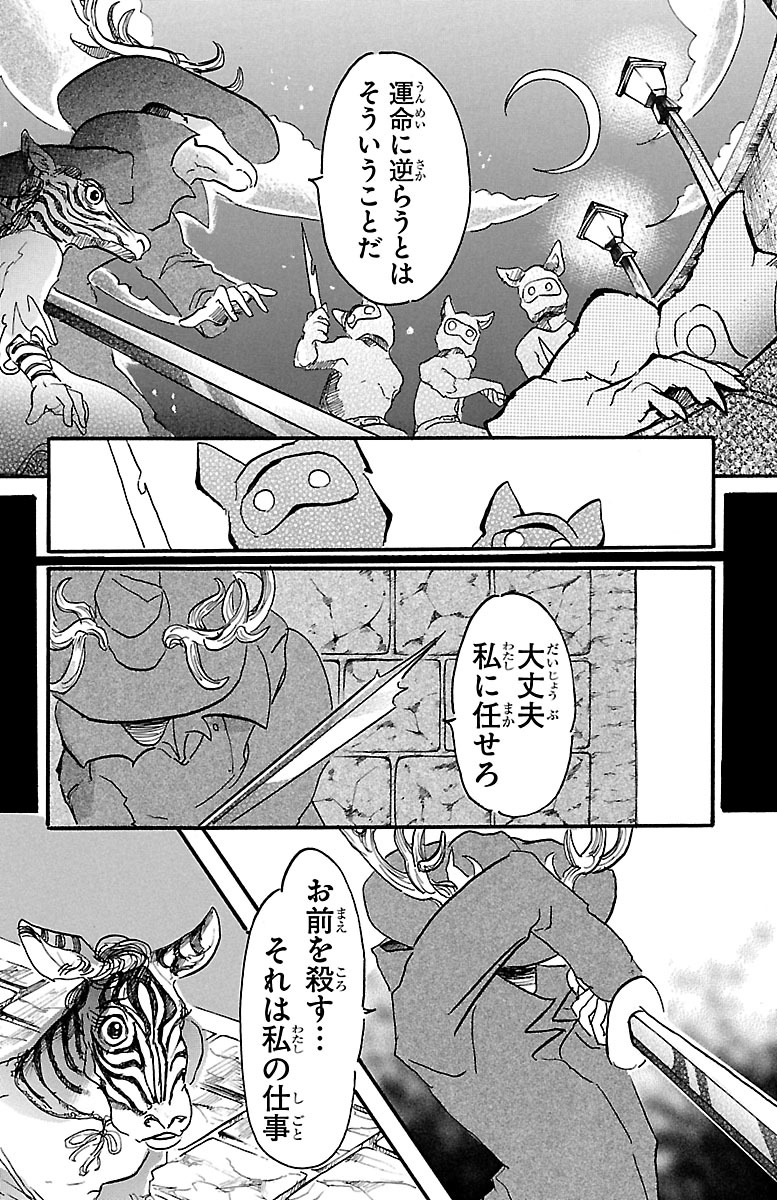 運命に逆らうとは
そういうことだ
大丈夫
私に任せろ
お前を殺す…
それは私の仕事